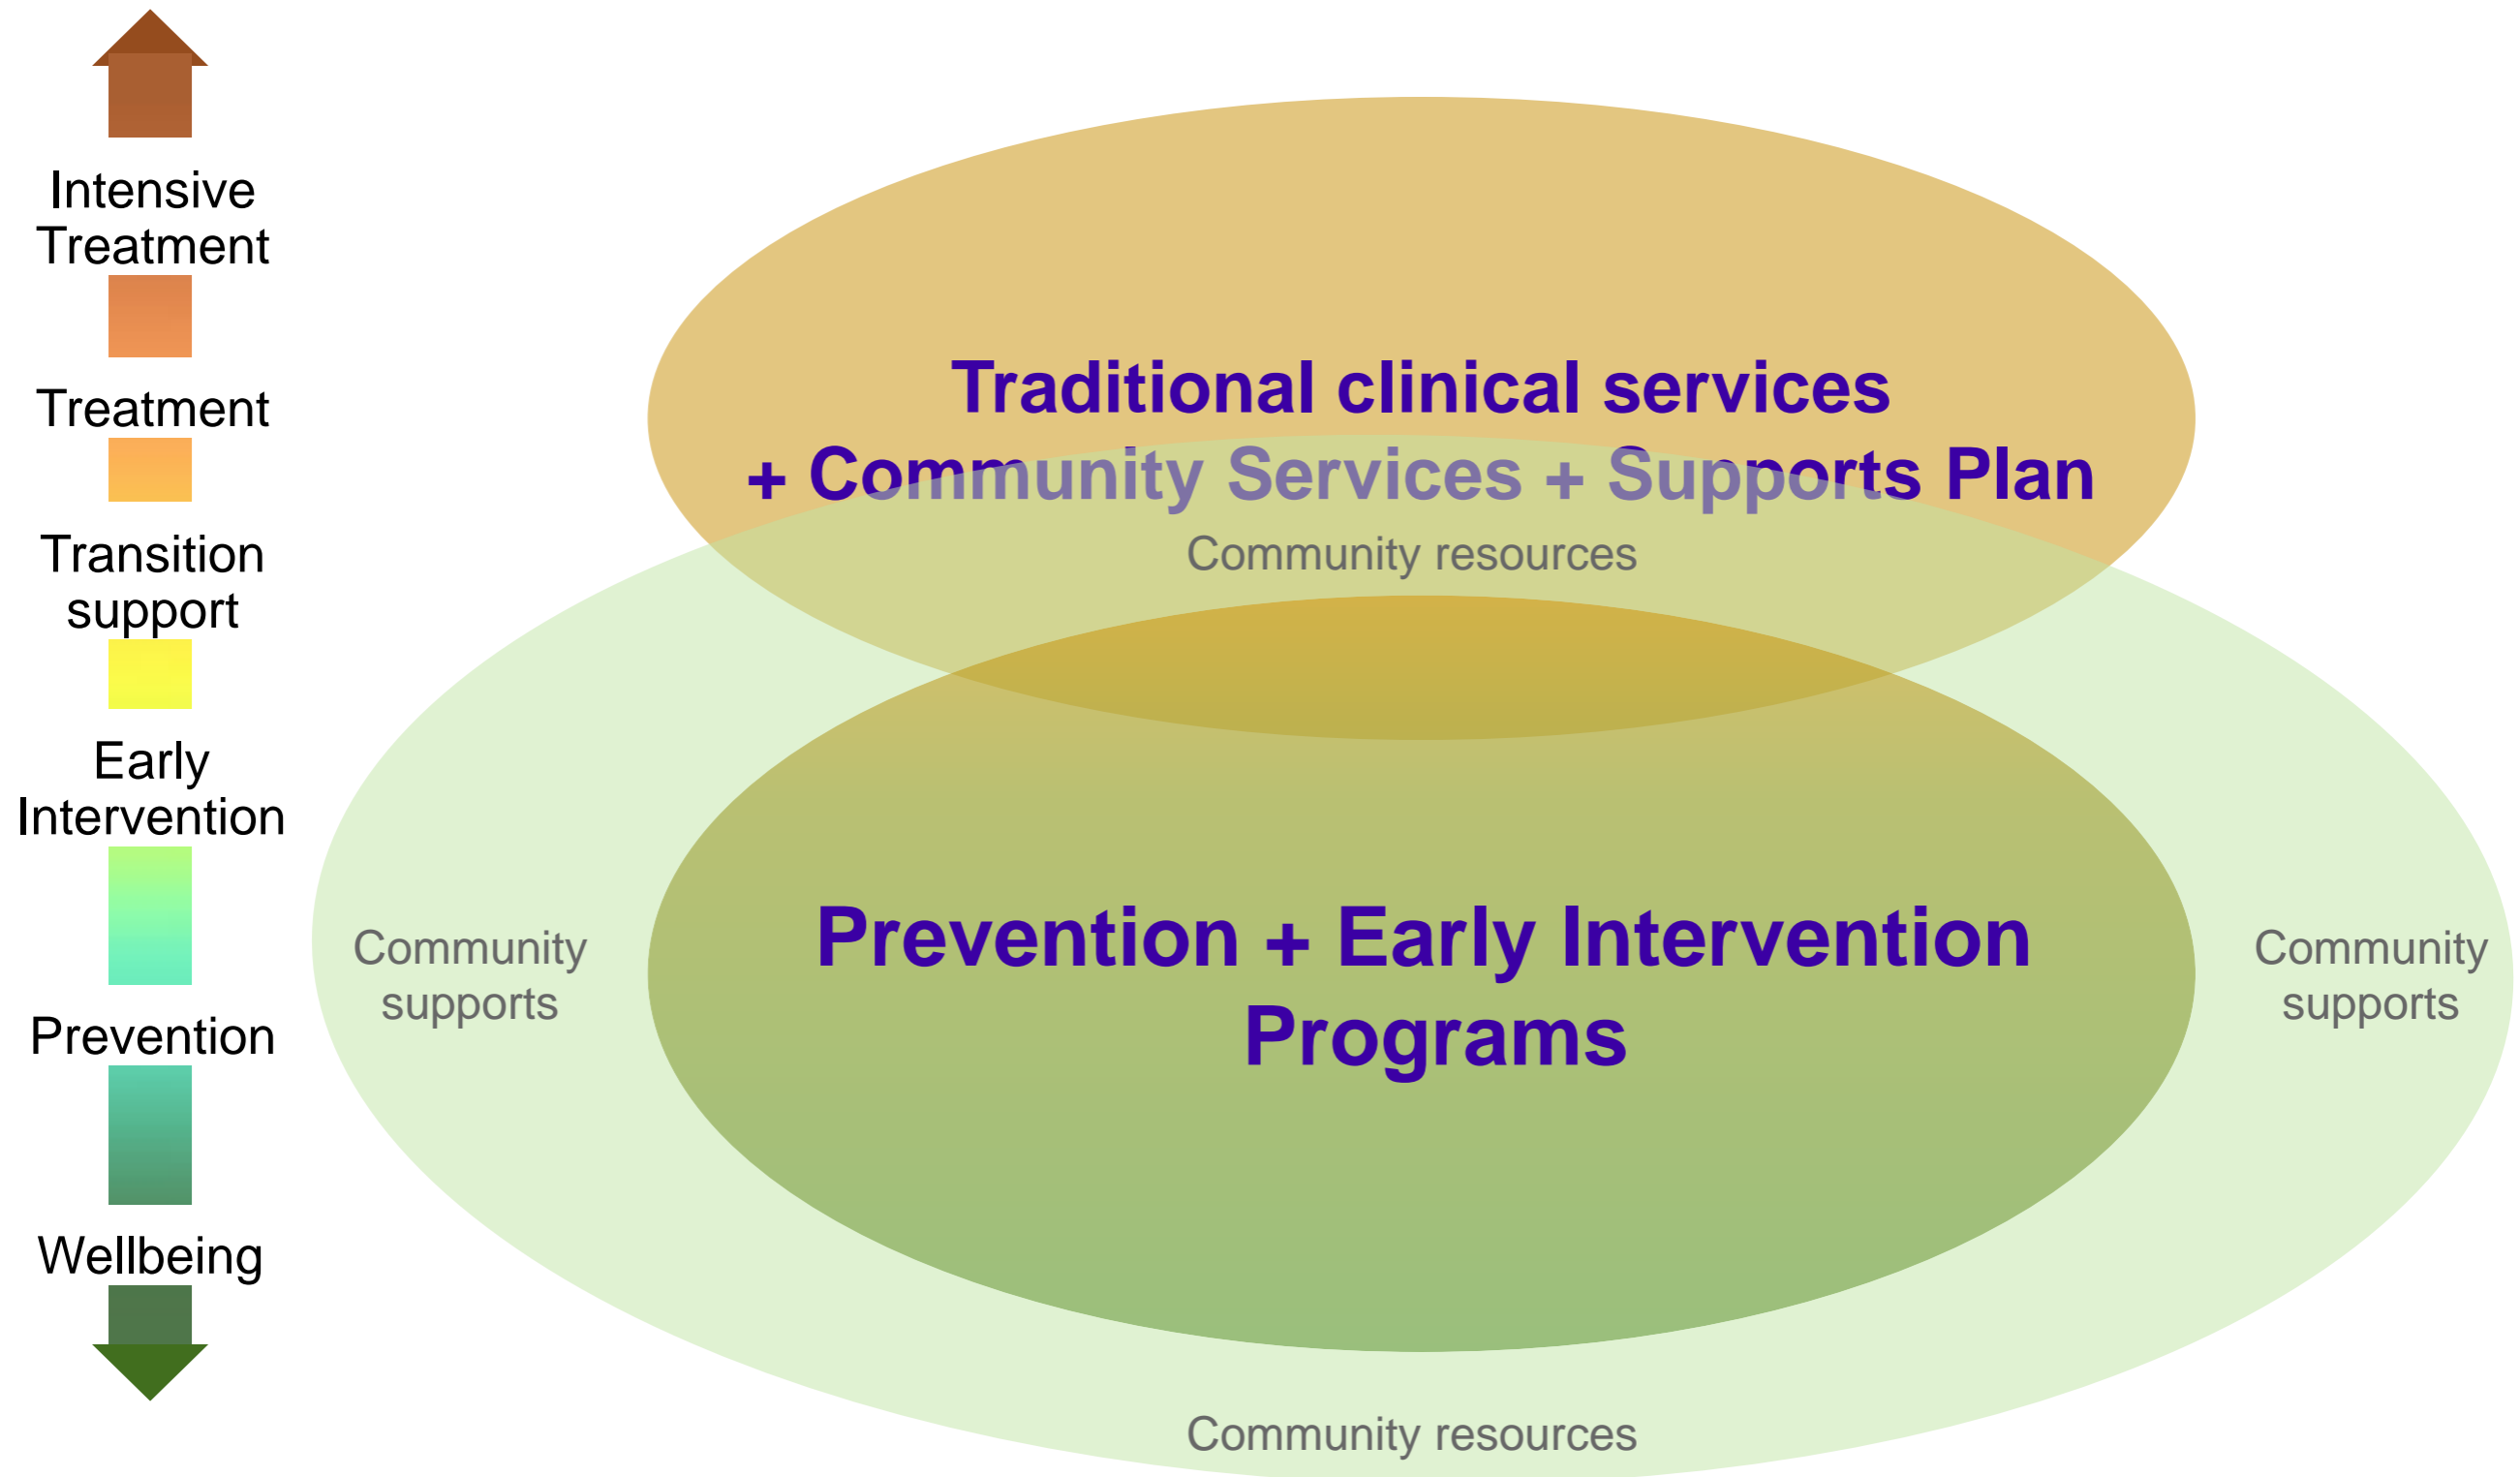 Intensive
Treatment
Treatment
Transition
support
Early
Intervention
Prevention
Wellbeing
Traditional clinical services
+ Community Services + Supports Plan
Community resources
Community
supports
Prevention + Early Intervention
Programs
Community
supports
Community resources